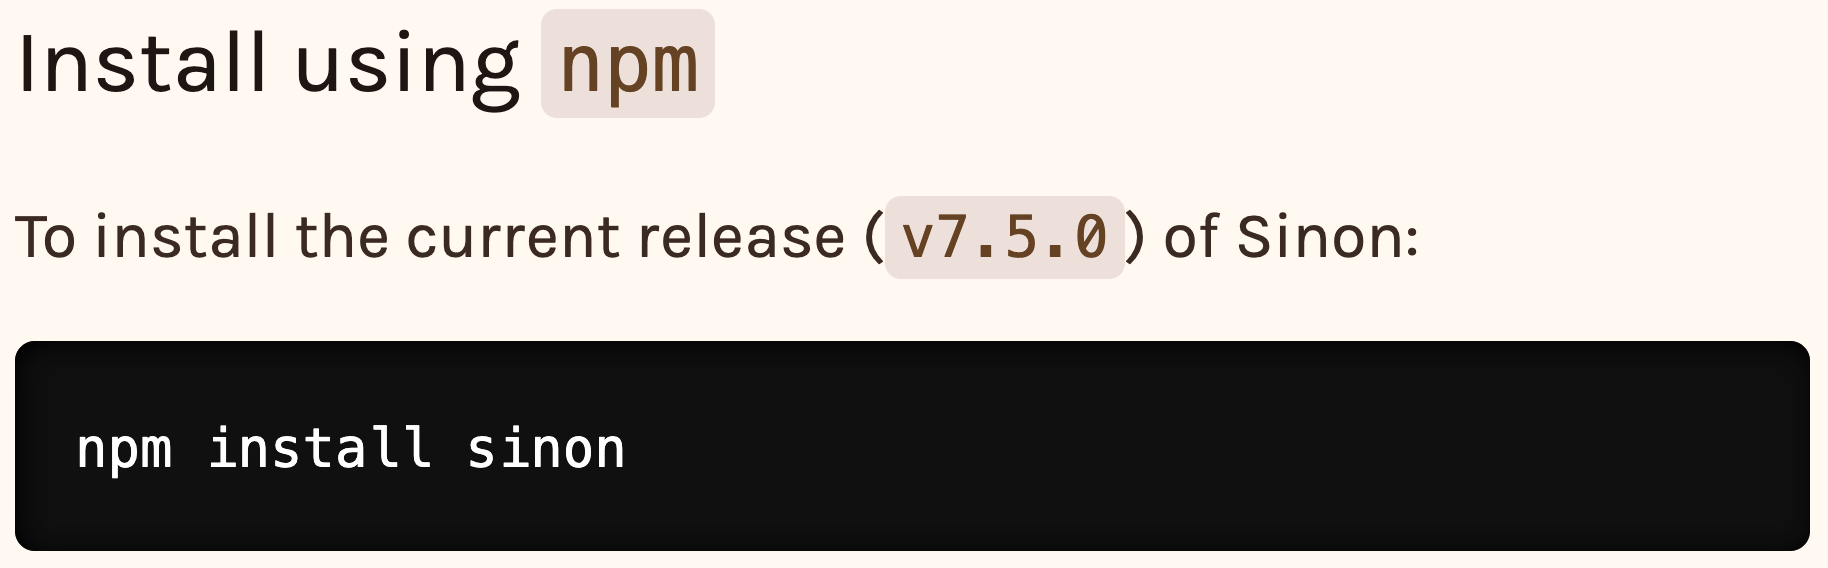 Install using npm
To install the current release (v7.5.0) of Sinon:
npm install sinon